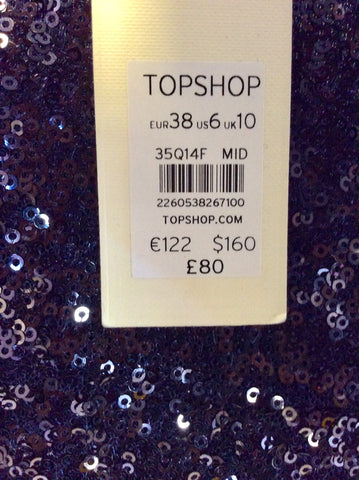 TOPSHOP
EUR38 US6 UK10
35Q14F MID
2260538267100
TOPSHOP.COM
€122 $160
£80